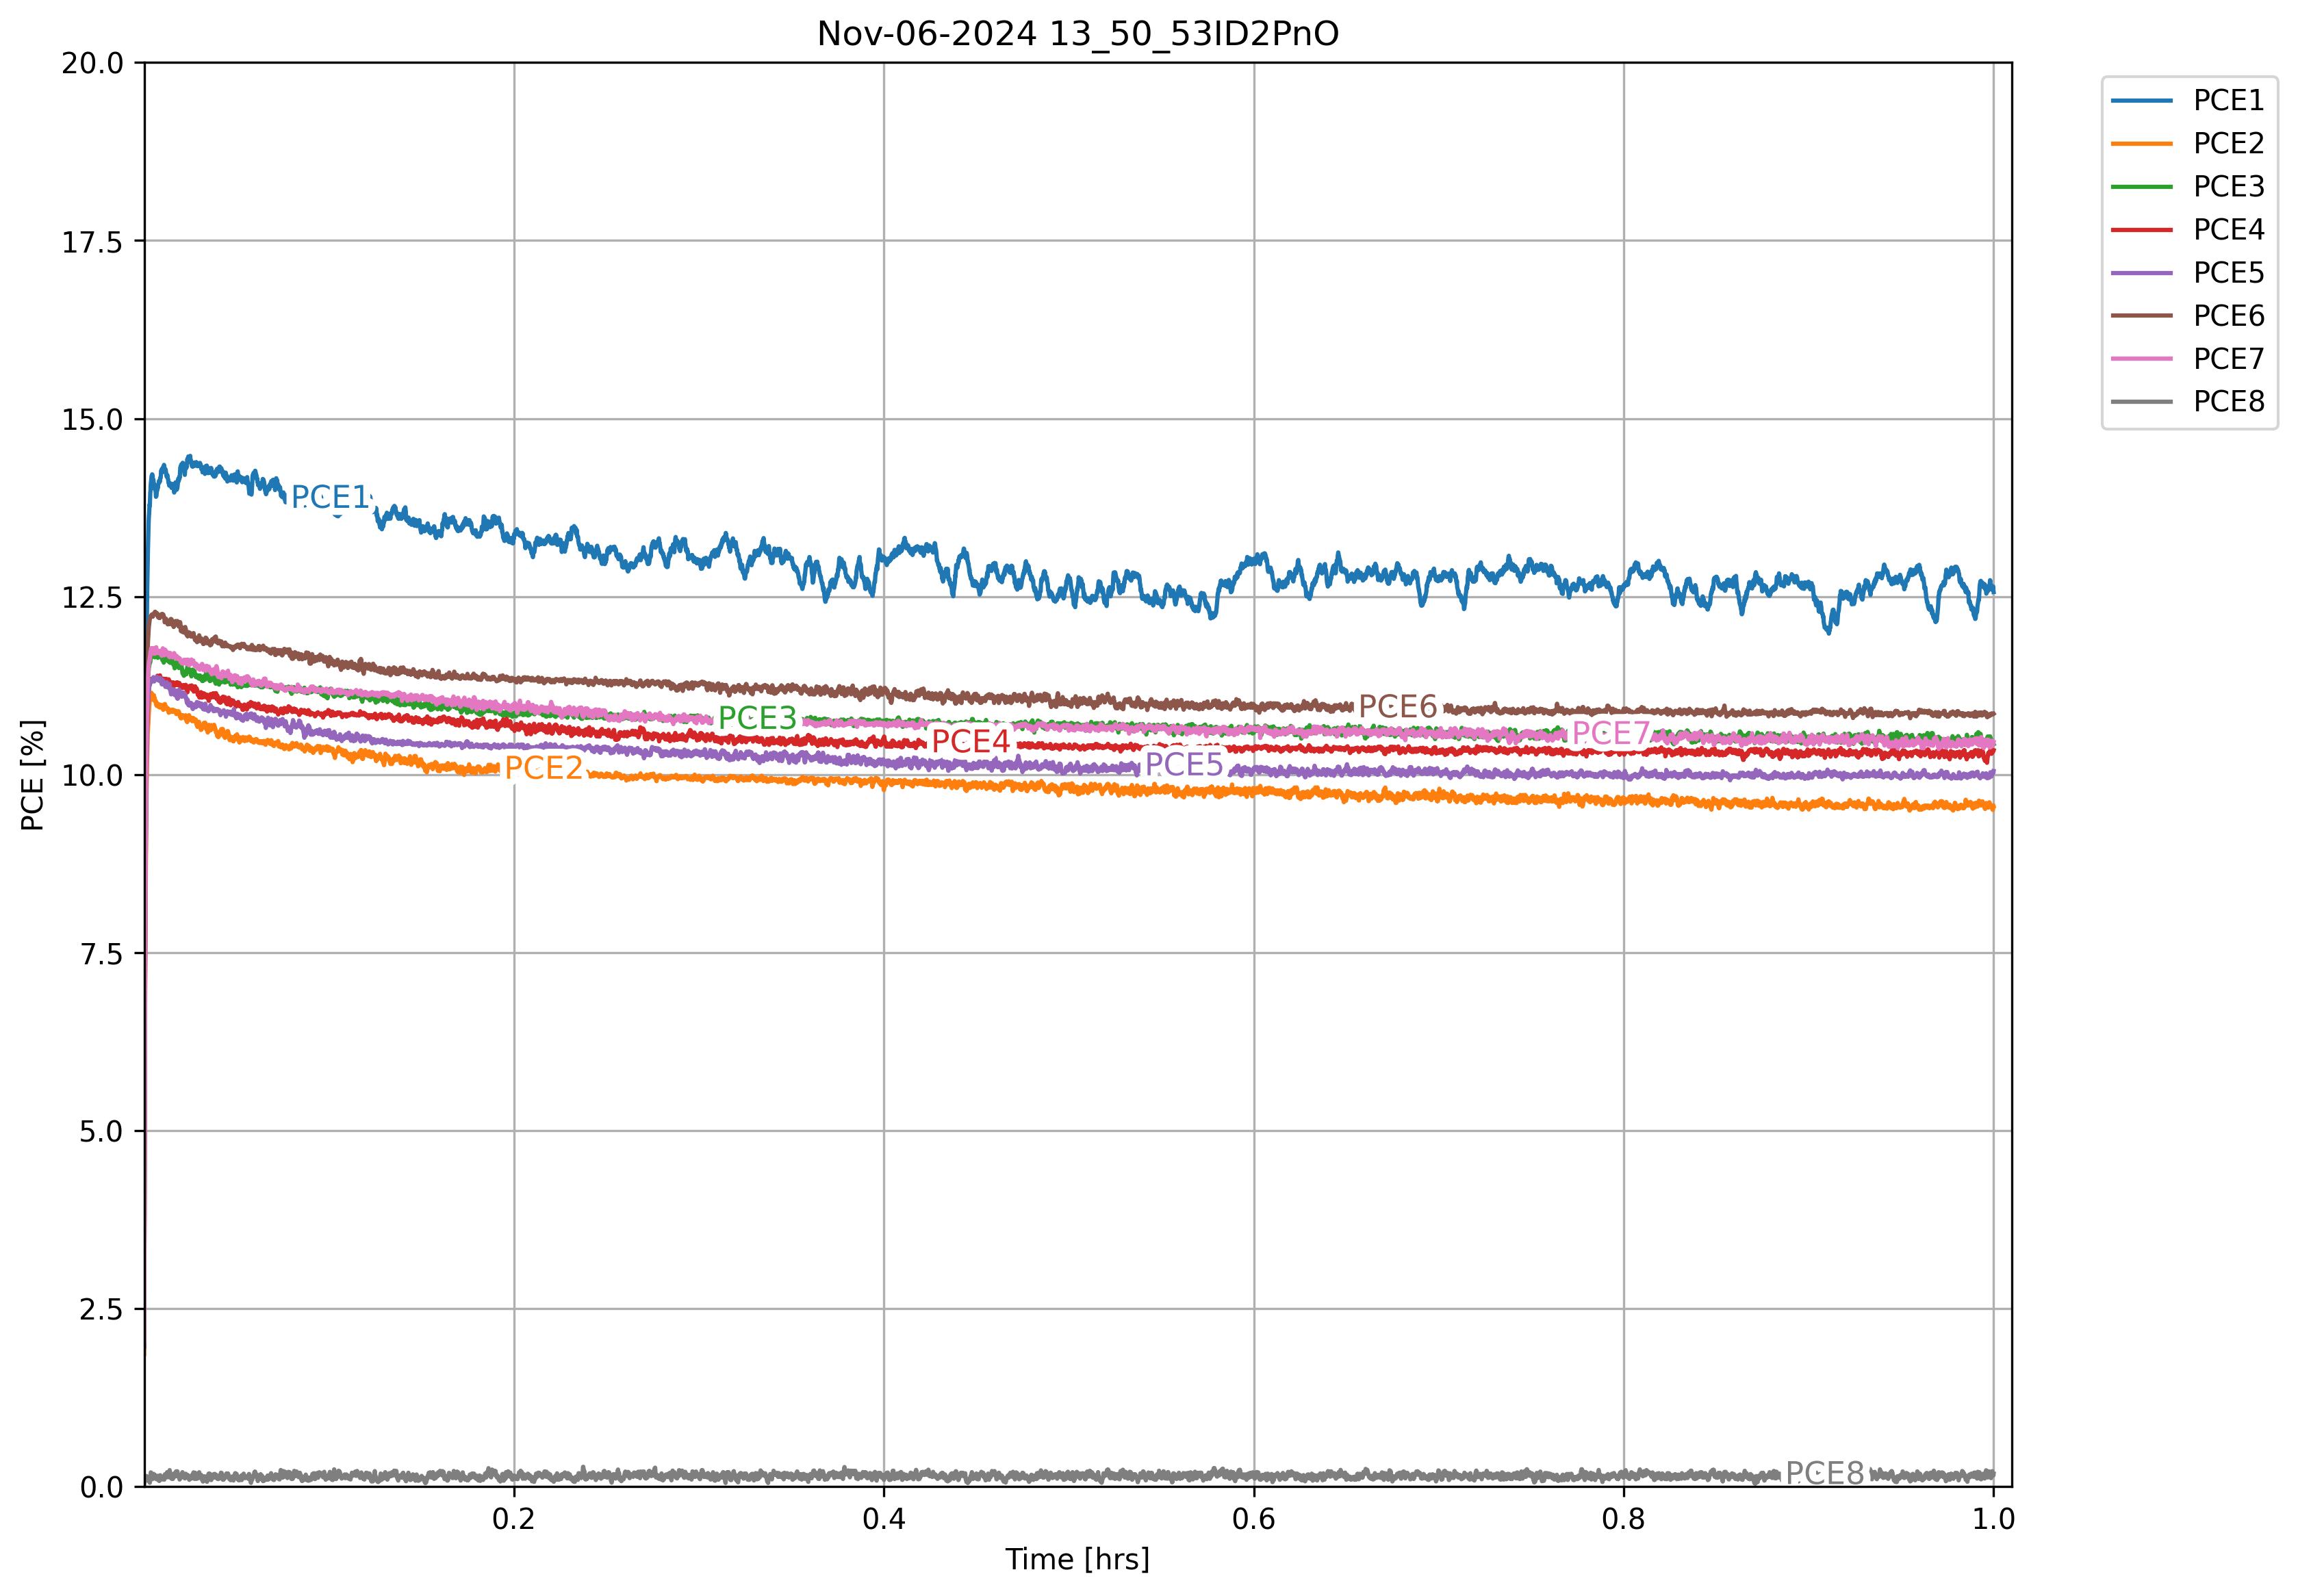 Nov-06-2024 13_50_53ID2PnO
20.0
17.5
15.0
12.5
10.0
7.5
5.0
2.5
0.0
PCE [%]
PCE1
PCE2
PCE3
PCE4
PCE5
PCE6
PCE7
PCE8
0.2
0.4
0.6
0.8
1.0
Time [hrs]
PCE1
PCE2
PCE3
PCE4
PCE5
PCE6
PCE7
PCE8